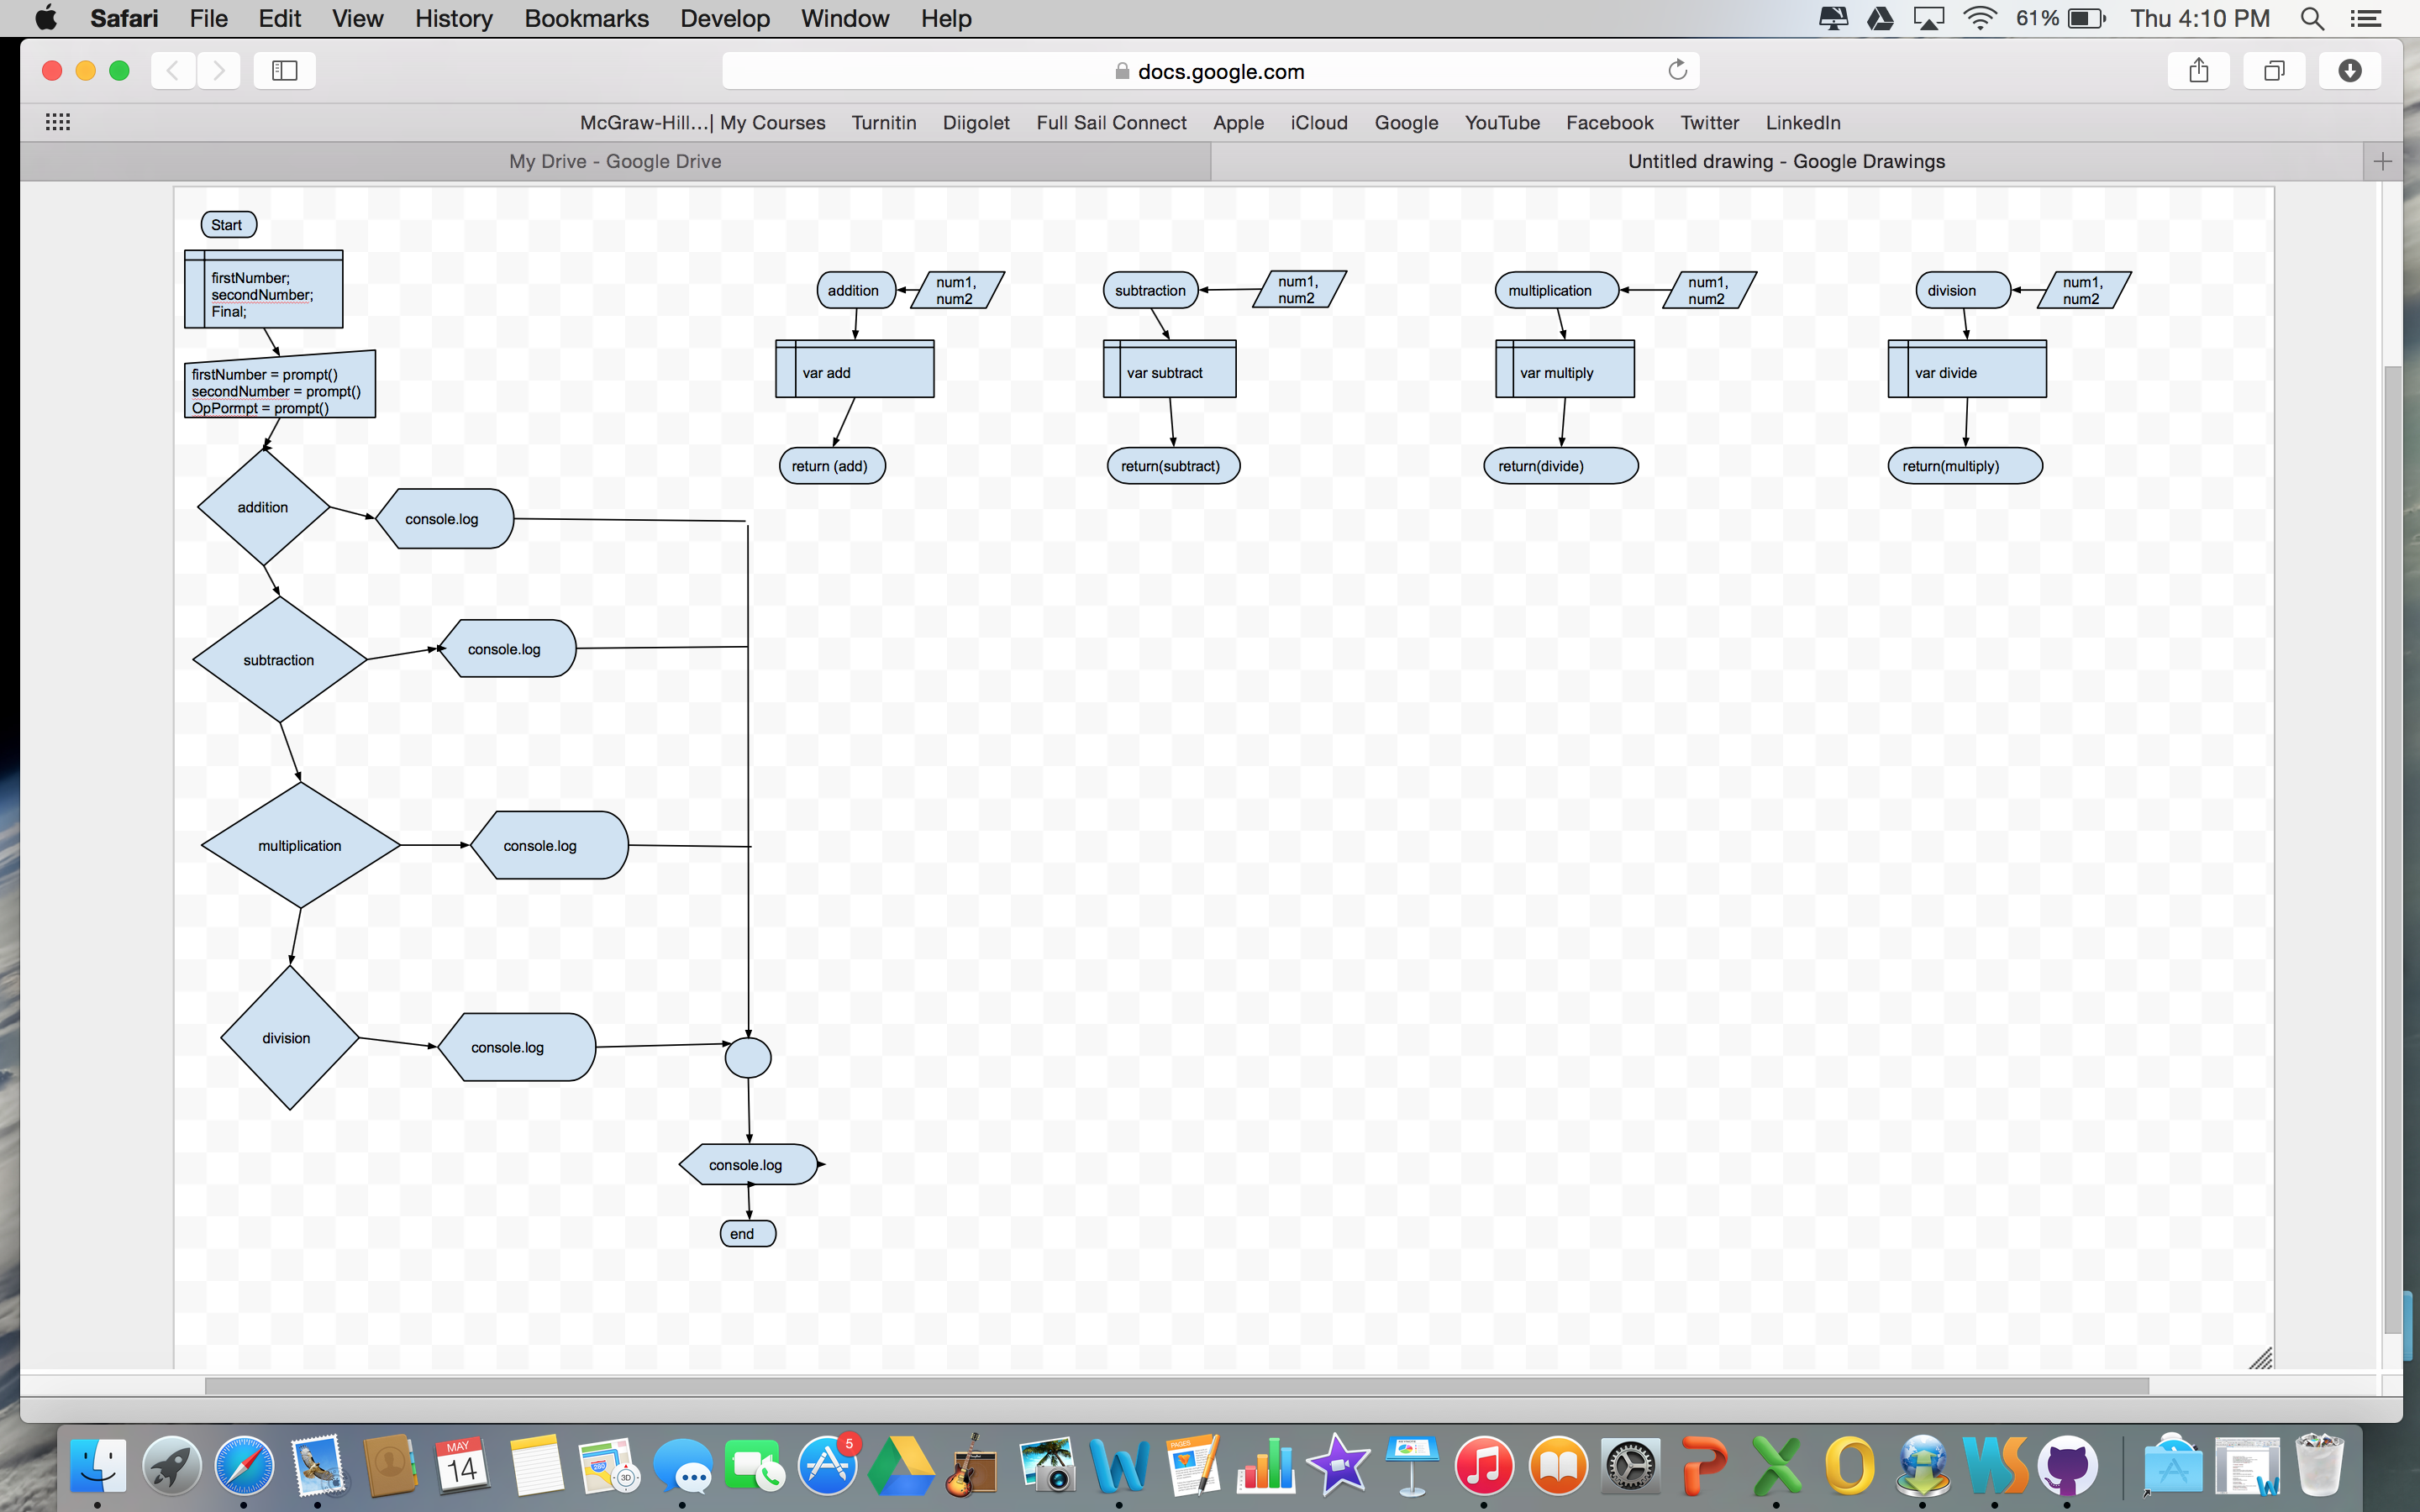 Safari File Edit View History Bookmarks Develop Window Help
61% Thu 4:10 PM
docs.google.com
McGraw-Hill...| My Courses Turnitin Diigolet Full Sail Connect Apple iCloud Google YouTube Facebook Twitter LinkedIn
My Drive - Google Drive
Untitled drawing - Google Drawings
Start
firstNumber;
secondNumber;
Final;
firstNumber = prompt()
secondNumber = prompt()
OpPormpt = prompt()
addition
console.log
subtraction
console.log
multiplication
console.log
division
console.log
console.log
end
addition
num1,
num2
var add
return (add)
subtraction
num1,
num2
var subtract
return(subtract)
multiplication
num1,
num2
var multiply
return(divide)
division
num1,
num2
var divide
return(multiply)
MAY
14
3D
5
PAGES